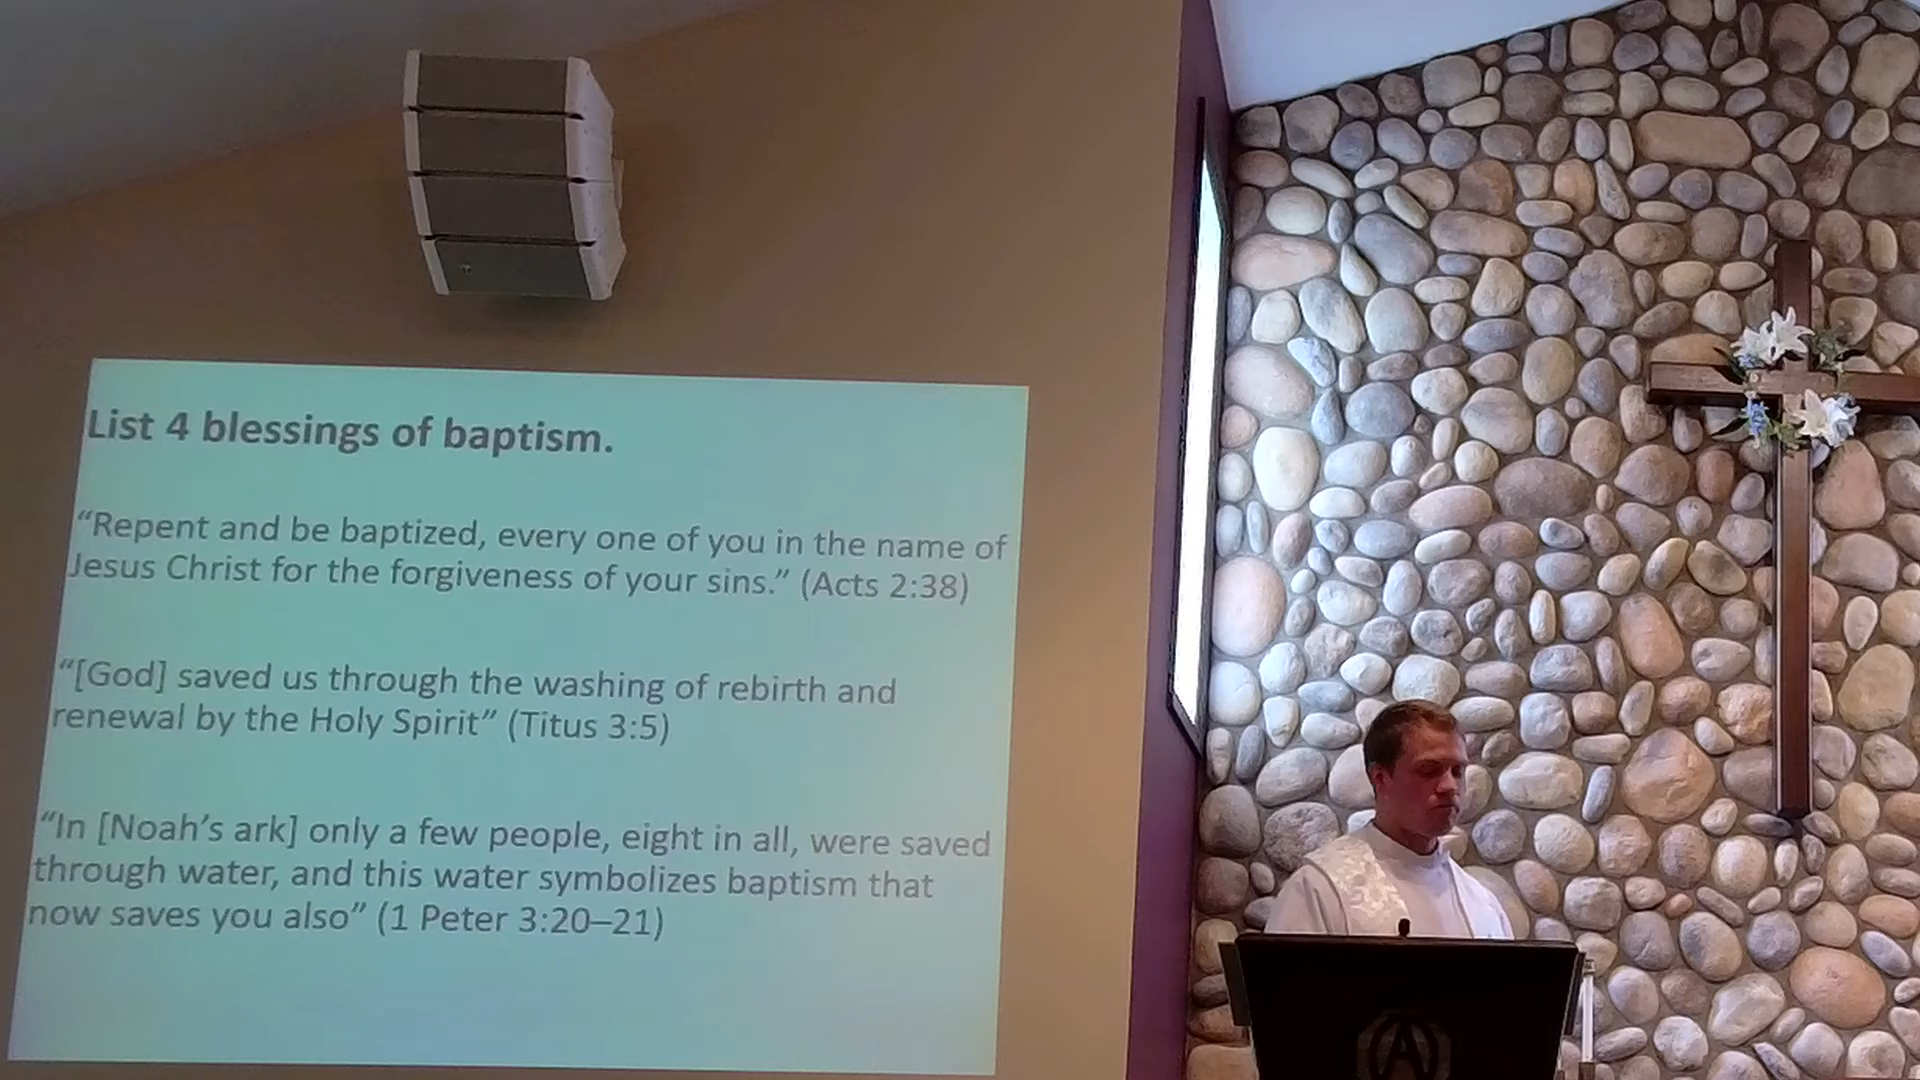 List 4 blessings of baptism.
“Repent and be baptized, every one of you in the name of
Jesus Christ for the forgiveness of your sins.” (Acts 2:38)
“[God] saved us through the washing of rebirth and
renewal by the Holy Spirit” (Titus 3:5)
“In [Noah’s ark] only a few people, eight in all, were saved
through water, and this water symbolizes baptism that
now saves you also” (1 Peter 3:20–21)